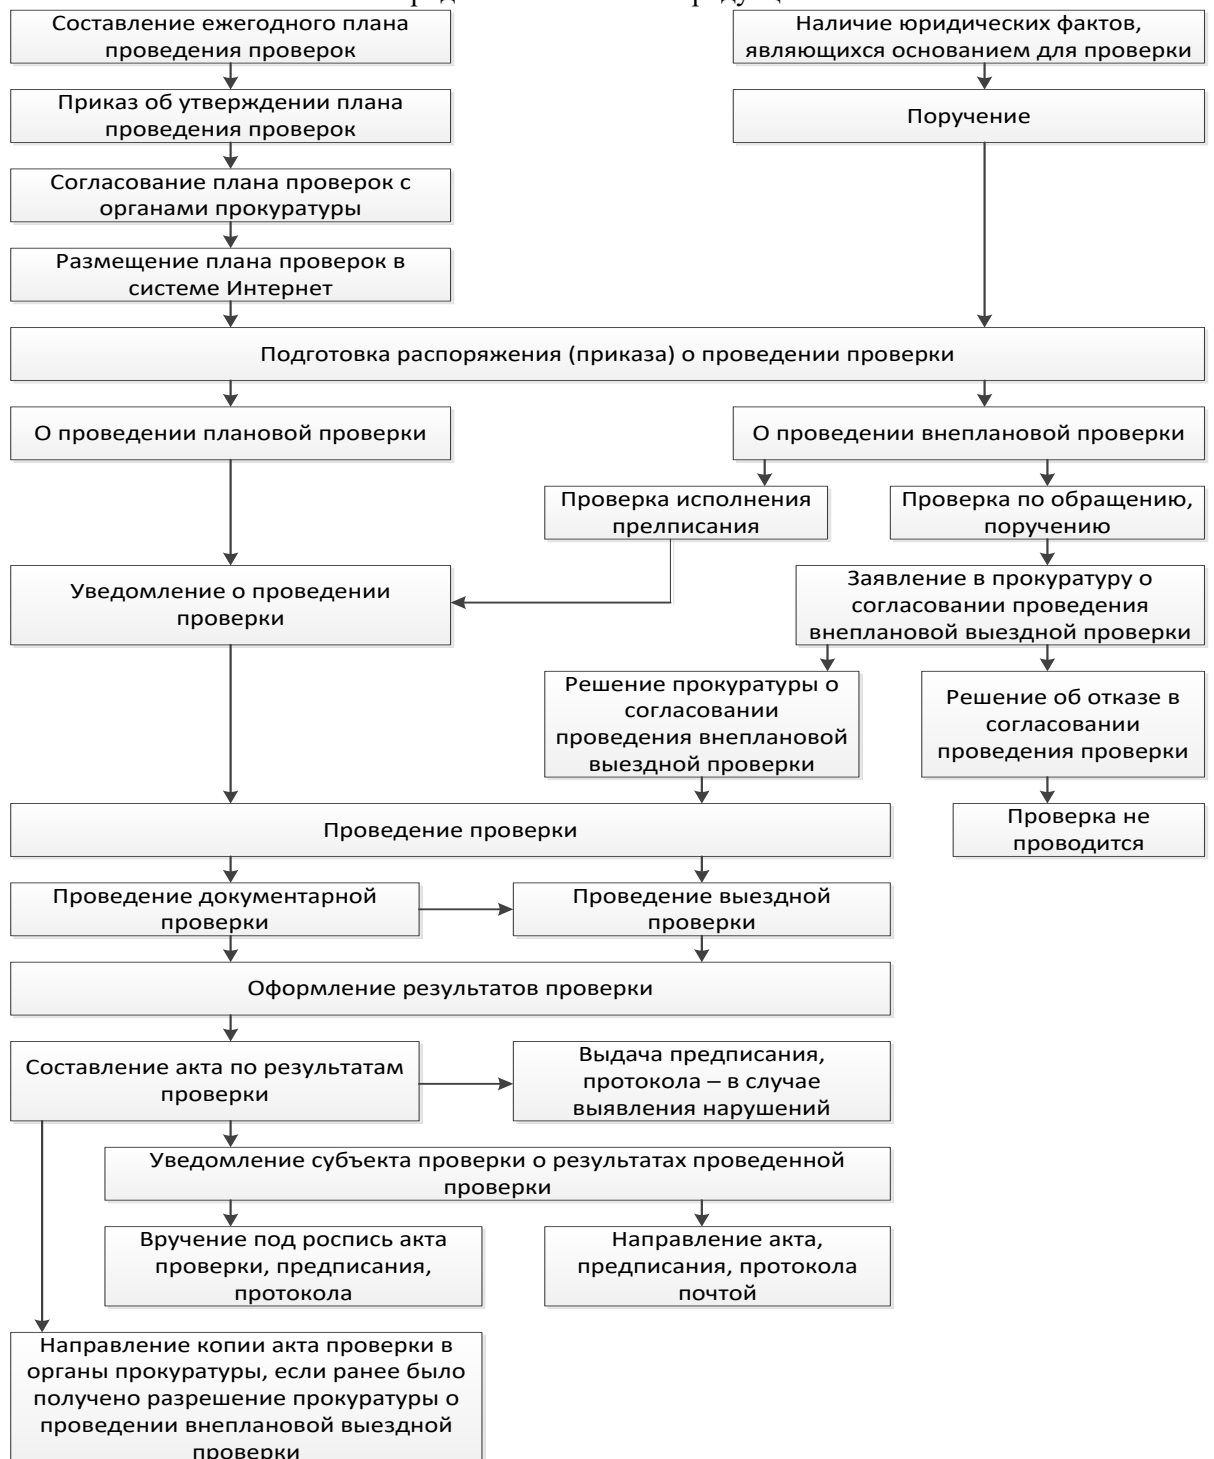 Составление ежегодного плана
проведения проверок
Наличие юридических фактов,
являющихся основанием для проверки
Приказ об утверждении плана
проведения проверок
Поручение
Согласование плана проверок с
органами прокуратуры
Размещение плана проверок в
системе Интернет
Подготовка распоряжения (приказа) о проведении проверки
О проведении плановой проверки
О проведении внеплановой проверки
Проверка исполнения
прелписания
Проверка по обращению,
поручению
Уведомление о проведении
проверки
Заявление в прокуратуру о
согласовании проведения
внеплановой выездной проверки
Решение прокуратуры о
согласовании
проведения внеплановой
выездной проверки
Решение об отказе в
согласовании
проведения проверки
Проведение проверки
Проверка не
проводится
Проведение документарной
проверки
Проведение выездной
проверки
Оформление результатов проверки
Составление акта по результатам
проверки
Выдача предписания,
протокола – в случае
выявления нарушений
Уведомление субъекта проверки о результатах проведенной
проверки
Вручение под роспись акта
проверки, предписания,
протокола
Направление акта,
предписания, протокола
почтой
Направление копии акта проверки в
органы прокуратуры, если ранее было
получено разрешение прокуратуры о
проведении внеплановой выездной
проверки